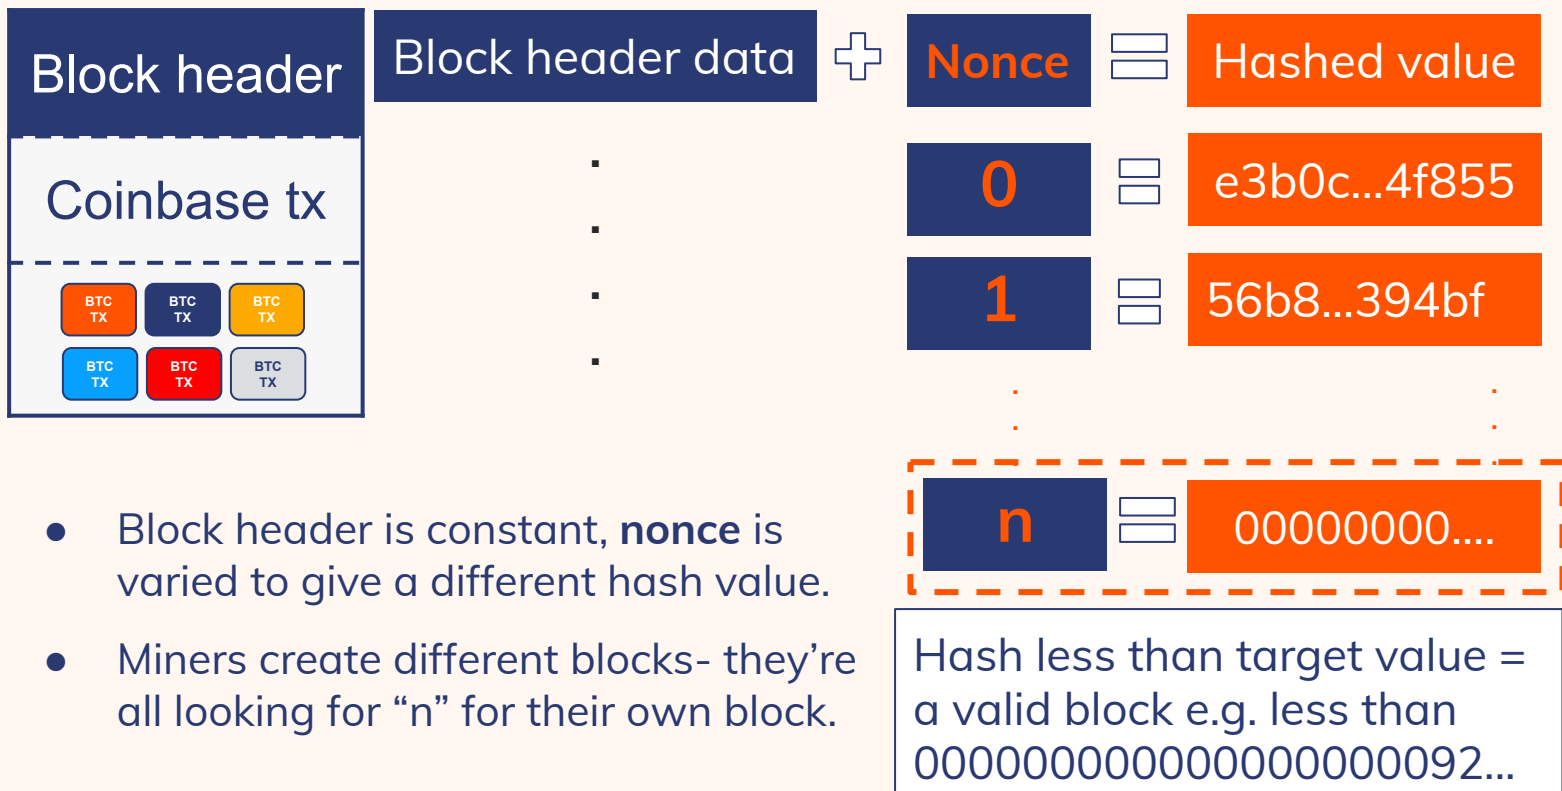 Block header
Coinbase tx
BTC
TX
BTC
TX
BTC
TX
BTC
TX
BTC
TX
BTC
TX
Block header data
Nonce
Hashed value
0
e3b0c...4f855
1
56b8...394bf
n
00000000....
● Block header is constant, nonce is
varied to give a different hash value.
● Miners create different blocks- they’re
all looking for “n” for their own block.
Hash less than target value =
a valid block e.g. less than
0000000000000000000092...